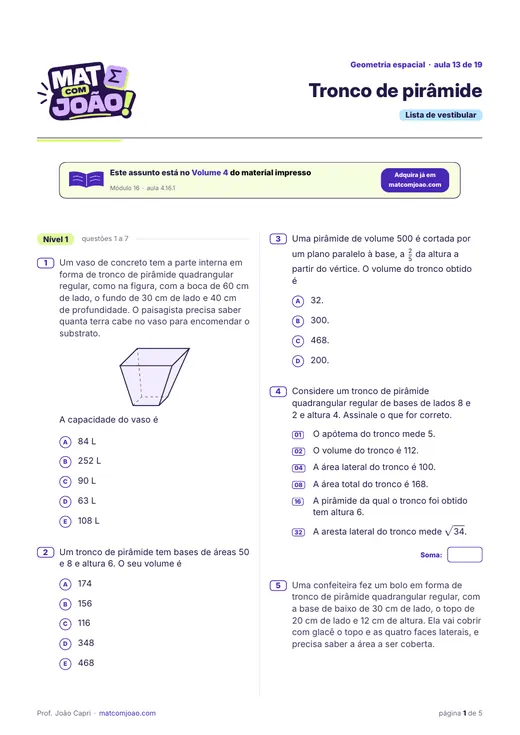 MAT Σ
COM
JOÃO!
Geometria espacial · aula 13 de 19
Tronco de pirâmide
Lista de vestibular
Este assunto está no Volume 4 do material impresso
Módulo 16 · aula 4.16.1
Adquira já em
matcomjoao.com
Nível 1 questões 1 a 7
1 Um vaso de concreto tem a parte interna em
forma de tronco de pirâmide quadrangular
regular, como na figura, com a boca de 60 cm
de lado, o fundo de 30 cm de lado e 40 cm
de profundidade. O paisagista precisa saber
quanta terra cabe no vaso para encomendar o
substrato.
A capacidade do vaso é
A 84 L
B 252 L
C 90 L
D 63 L
E 108 L
2 Um tronco de pirâmide tem bases de áreas 50
e 8 e altura 6. O seu volume é
A 174
B 156
C 116
D 348
E 468
3 Uma pirâmide de volume 500 é cortada por
um plano paralelo à base, a 2/5 da altura a
partir do vértice. O volume do tronco obtido
é
A 32.
B 300.
C 468.
D 200.
4 Considere um tronco de pirâmide
quadrangular regular de bases de lados 8 e
2 e altura 4. Assinale o que for correto.
01 O apótema do tronco mede 5.
02 O volume do tronco é 112.
04 A área lateral do tronco é 100.
08 A área total do tronco é 168.
16 A pirâmide da qual o tronco foi obtido
tem altura 6.
32 A aresta lateral do tronco mede √34.
Soma:
5 Uma confeiteira fez um bolo em forma de
tronco de pirâmide quadrangular regular, com
a base de baixo de 30 cm de lado, o topo de
20 cm de lado e 12 cm de altura. Ela vai cobrir
com glacê o topo e as quatro faces laterais, e
precisa saber a área a ser coberta.
Prof. João Capri · matcomjoao.com
página 1 de 5